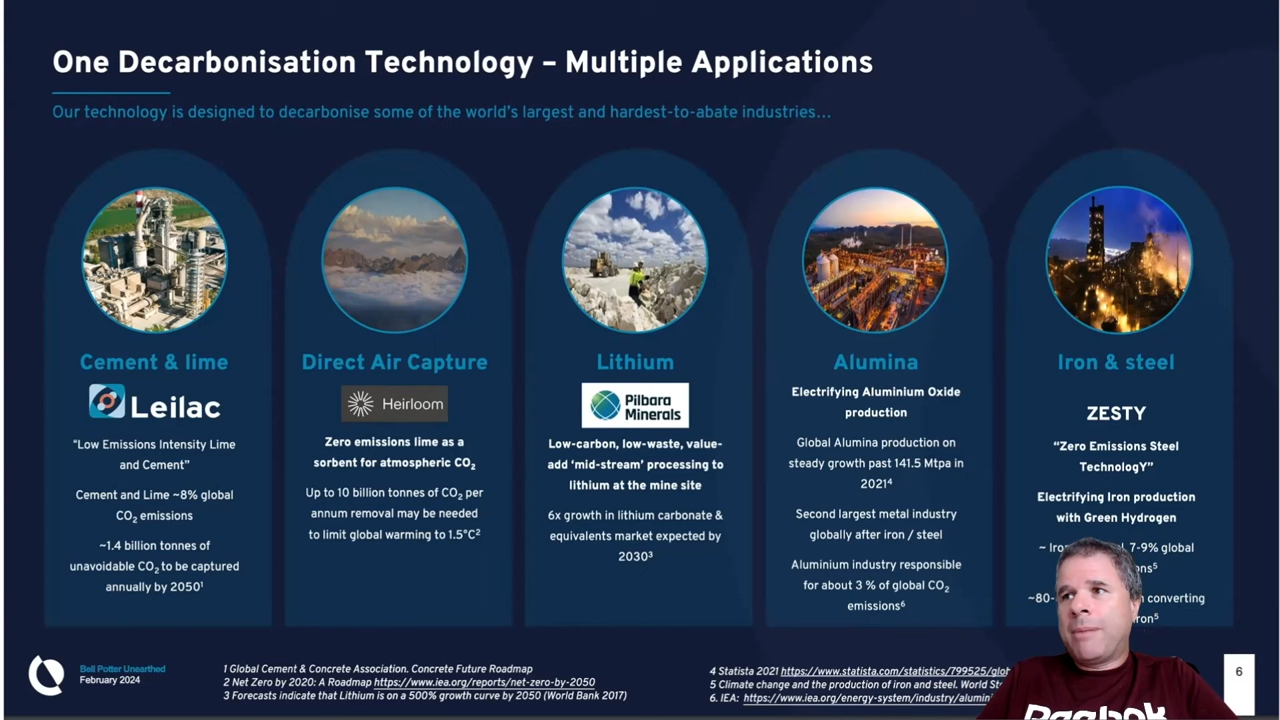 One Decarbonisation Technology – Multiple Applications
Our technology is designed to decarbonise some of the world's largest and hardest-to-abate industries…
Cement & lime
Leilac
"Low Emissions Intensity Lime
and Cement"
Cement and Lime ~8% global
CO₂ emissions
~1.4 billion tonnes of
unavoidable CO₂ to be captured
annually by 2050¹
Direct Air Capture
Heirloom
Zero emissions lime as a
sorbent for atmospheric CO₂
Up to 10 billion tonnes of CO₂ per
annum removal may be needed
to limit global warming to 1.5°C²
Lithium
Pilbara
Minerals
Low-carbon, low-waste, value-
add 'mid-stream' processing to
lithium at the mine site
6x growth in lithium carbonate &
equivalents market expected by
2030³
Alumina
Electrifying Aluminium Oxide
production
Global Alumina production on
steady growth past 141.5 Mtpa in
2021⁴
Second largest metal industry
globally after iron / steel
Aluminium industry responsible
for about 3 % of global CO₂
emissions⁶
Iron & steel
ZESTY
"Zero Emissions Steel
TechnologY"
Electrifying Iron production
with Green Hydrogen
~ 7-9% global
converting
Bell Potter Unearthed
February 2024
1 Global Cement & Concrete Association. Concrete Future Roadmap
2 Net Zero by 2020: A Roadmap https://www.iea.org/reports/net-zero-by-2050
3 Forecasts indicate that Lithium is on a 500% growth curve by 2050 (World Bank 2017)
4 Statista 2021 https://www.statista.com/statistics/799525/glob
5 Climate change and the production of iron and steel. World
6. IEA: https://www.iea.org/energy-system/industry/alumini
6